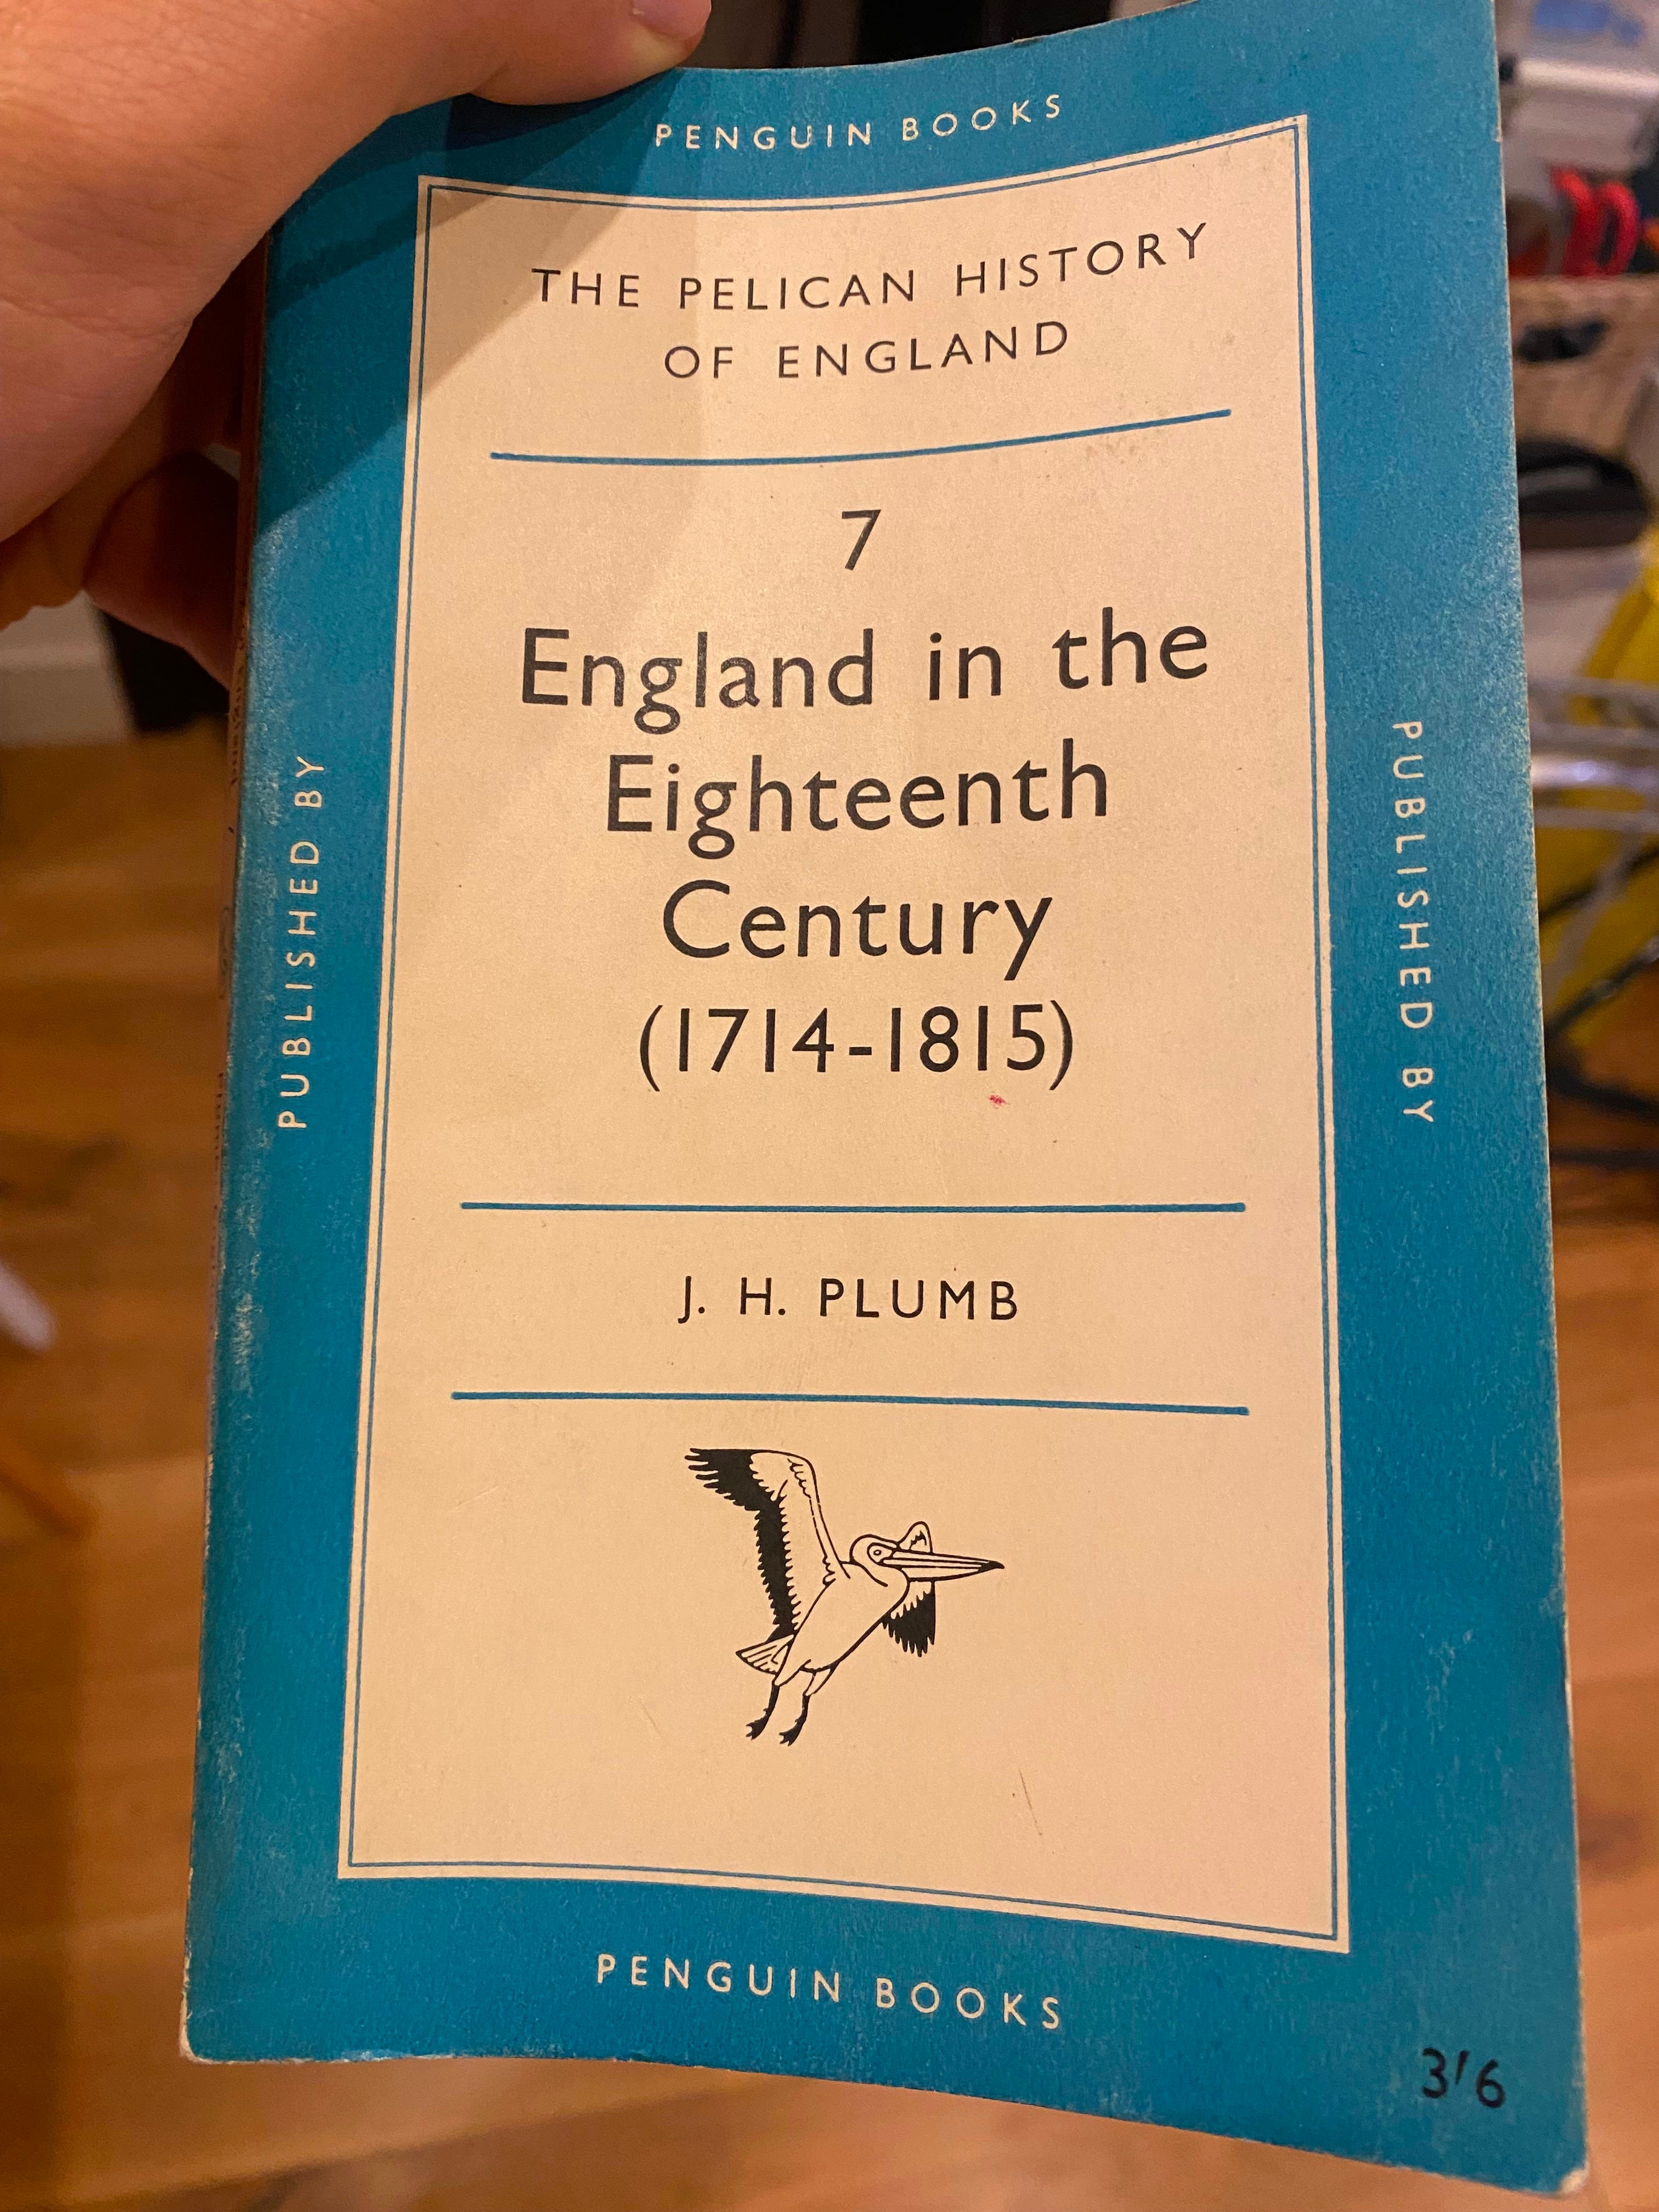 PENGUIN BOOKS
THE PELICAN HISTORY
OF ENGLAND
7
England in the
Eighteenth
Century
(1714-1815)
J. H. PLUMB
PUBLISHED BY
PUBLISHED BY
PENGUIN BOOKS
3'6